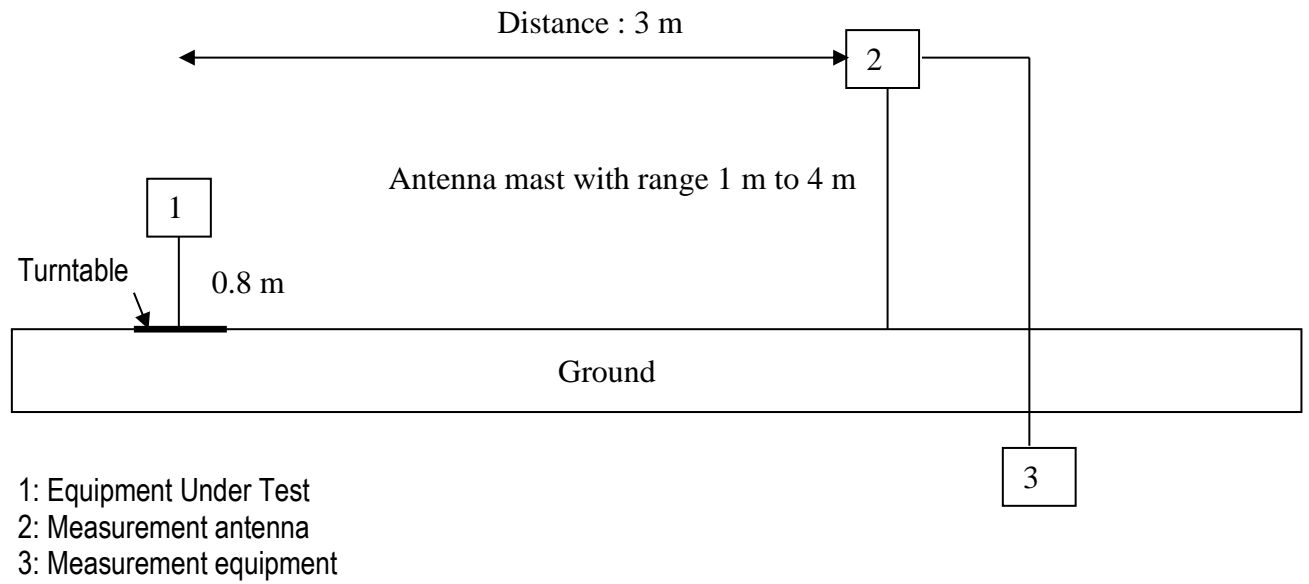 Distance : 3 m
2
Antenna mast with range 1 m to 4 m
1
Turntable
0.8 m
Ground
3
1: Equipment Under Test
2: Measurement antenna
3: Measurement equipment